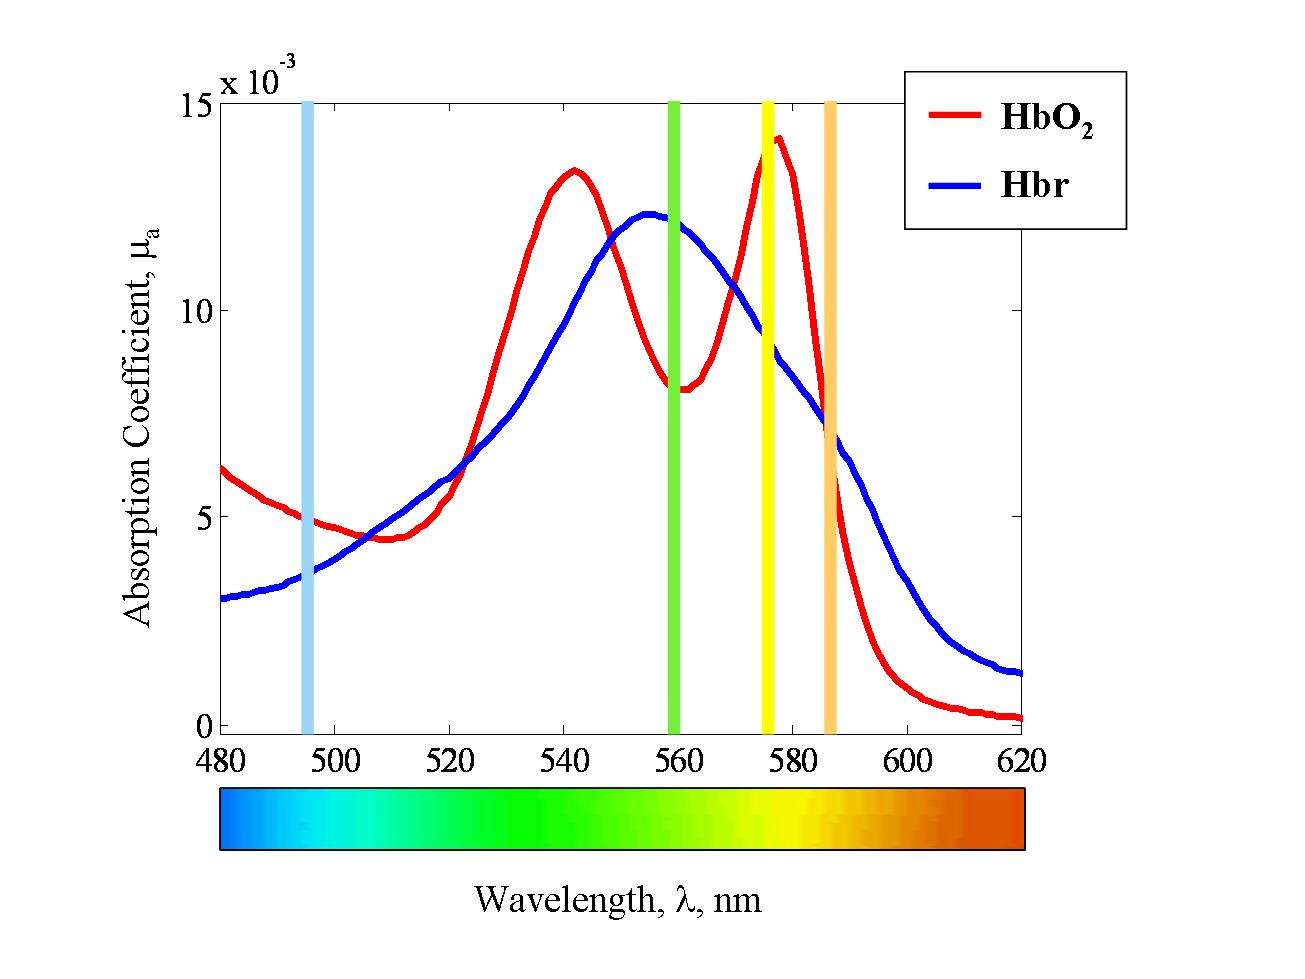 x 10⁻³
15
10
5
0
Absorption Coefficient, μₐ
HbO₂
Hbr
480 500 520 540 560 580 600 620
Wavelength, λ, nm